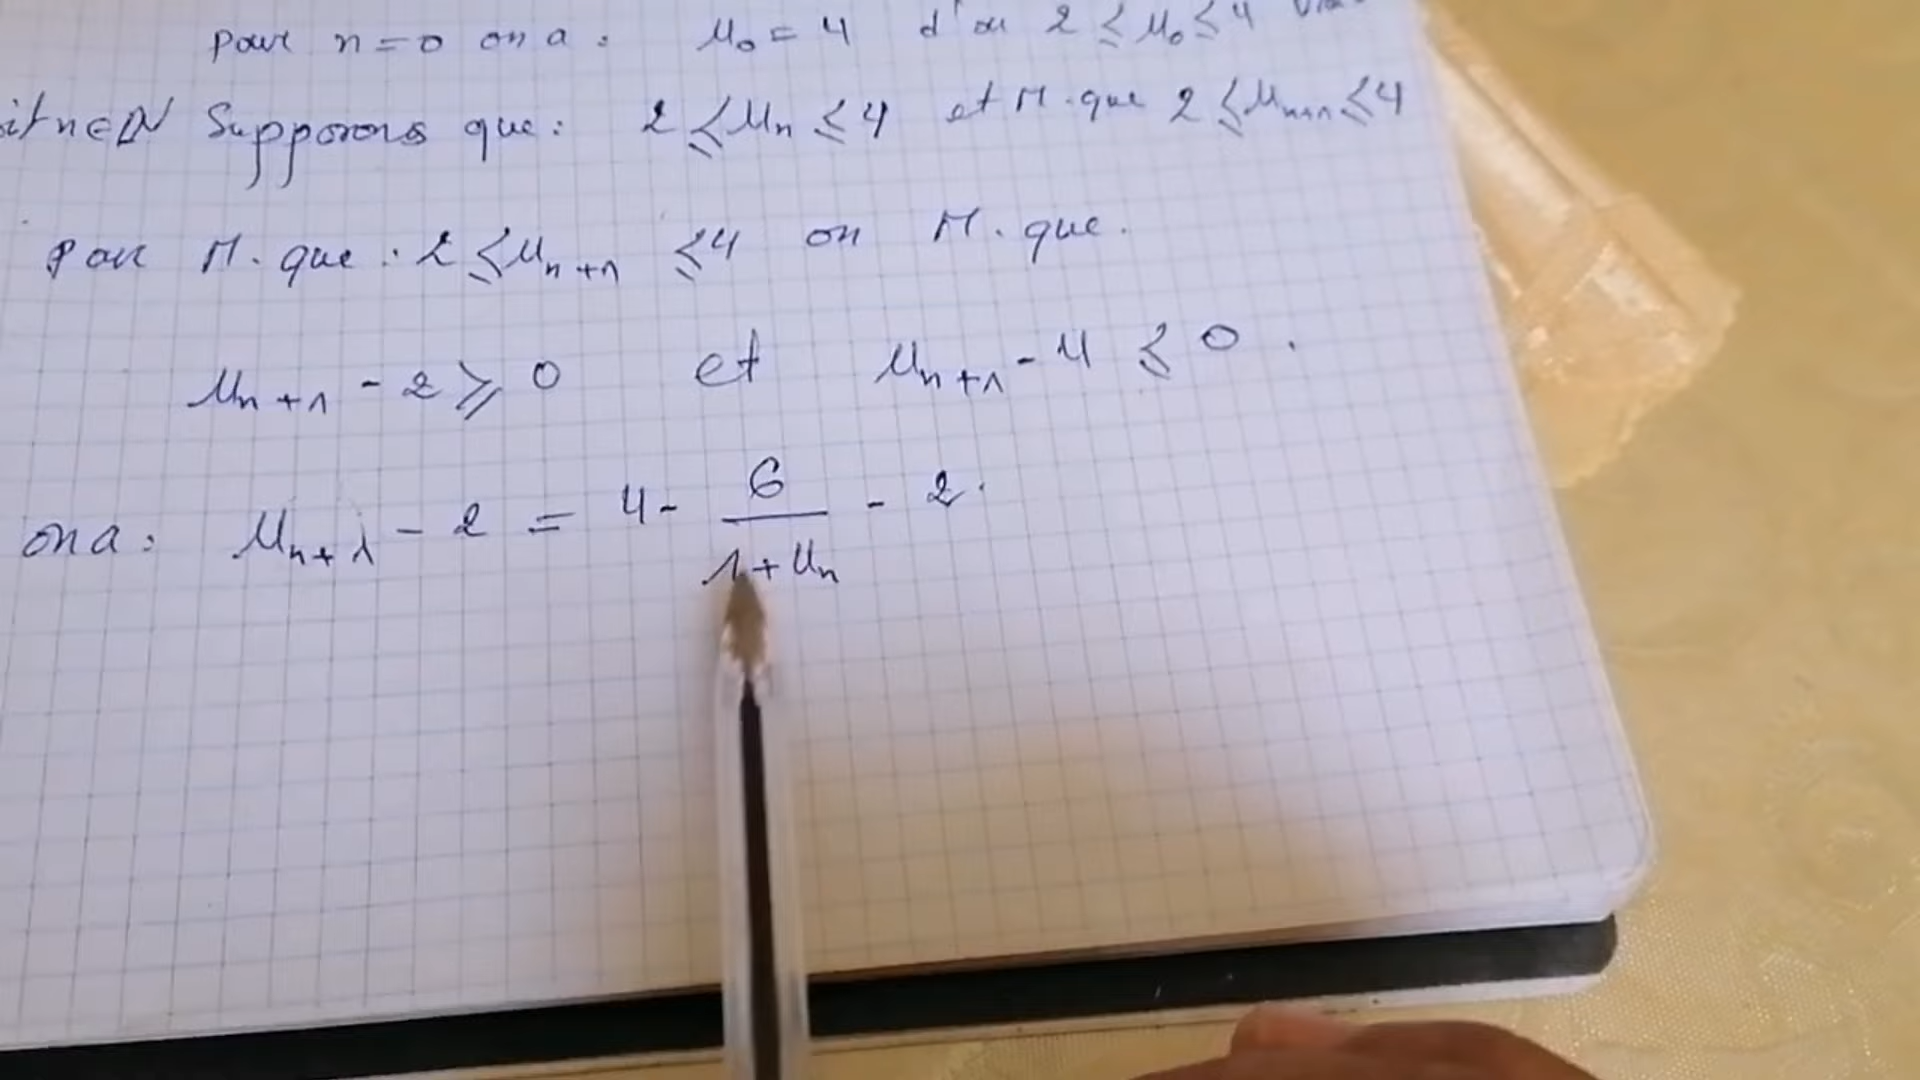 pour n=0 on a : u₀ = 4 d'où 2 ≤ u₀ ≤ 4
n∈ℕ Supposons que : 2 ≤ uₙ ≤ 4 et M. que 2 ≤ uₙ₊₁ ≤ 4
pour M. que : 2 ≤ uₙ₊₁ ≤ 4 on M. que.
uₙ₊₁ - 2 ≥ 0 et uₙ₊₁ - 4 ≤ 0 .
on a : uₙ₊₁ - 2 = 4 - 6/(1+uₙ) - 2.